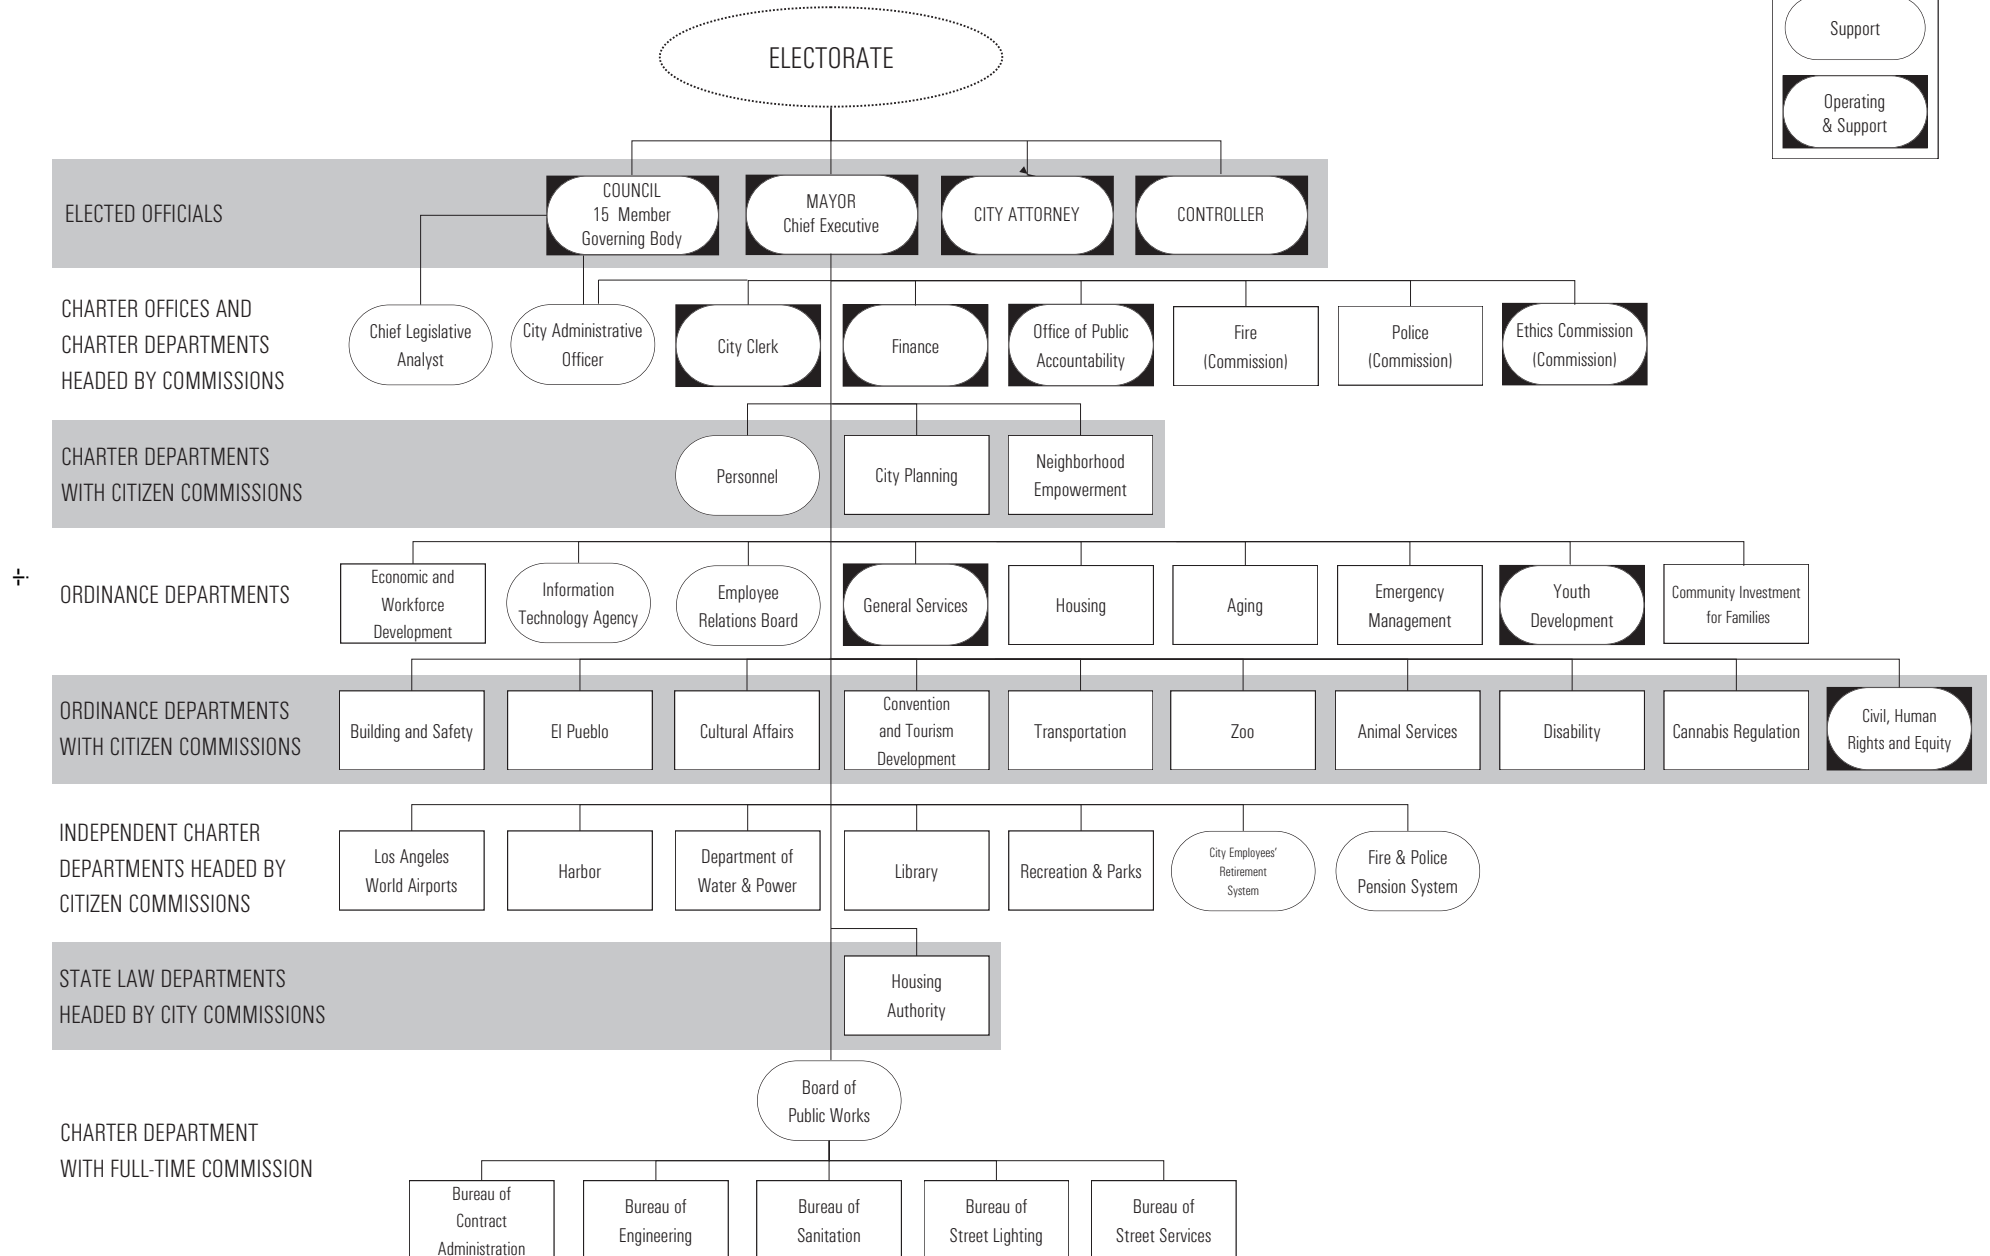 Support
Operating
& Support
ELECTORATE
ELECTED OFFICIALS
COUNCIL
15 Member
Governing Body
MAYOR
Chief Executive
CITY ATTORNEY
CONTROLLER
CHARTER OFFICES AND
CHARTER DEPARTMENTS
HEADED BY COMMISSIONS
Chief Legislative
Analyst
City Administrative
Officer
City Clerk
Finance
Office of Public
Accountability
Fire
(Commission)
Police
(Commission)
Ethics Commission
(Commission)
CHARTER DEPARTMENTS
WITH CITIZEN COMMISSIONS
Personnel
City Planning
Neighborhood
Empowerment
ORDINANCE DEPARTMENTS
Economic and
Workforce
Development
Information
Technology Agency
Employee
Relations Board
General Services
Housing
Aging
Emergency
Management
Youth
Development
Community Investment
for Families
ORDINANCE DEPARTMENTS
WITH CITIZEN COMMISSIONS
Building and Safety
El Pueblo
Cultural Affairs
Convention
and Tourism
Development
Transportation
Zoo
Animal Services
Disability
Cannabis Regulation
Civil, Human
Rights and Equity
INDEPENDENT CHARTER
DEPARTMENTS HEADED BY
CITIZEN COMMISSIONS
Los Angeles
World Airports
Harbor
Department of
Water & Power
Library
Recreation & Parks
City Employees'
Retirement
System
Fire & Police
Pension System
STATE LAW DEPARTMENTS
HEADED BY CITY COMMISSIONS
Housing
Authority
Board of
Public Works
CHARTER DEPARTMENT
WITH FULL-TIME COMMISSION
Bureau of
Contract
Administration
Bureau of
Engineering
Bureau of
Sanitation
Bureau of
Street Lighting
Bureau of
Street Services